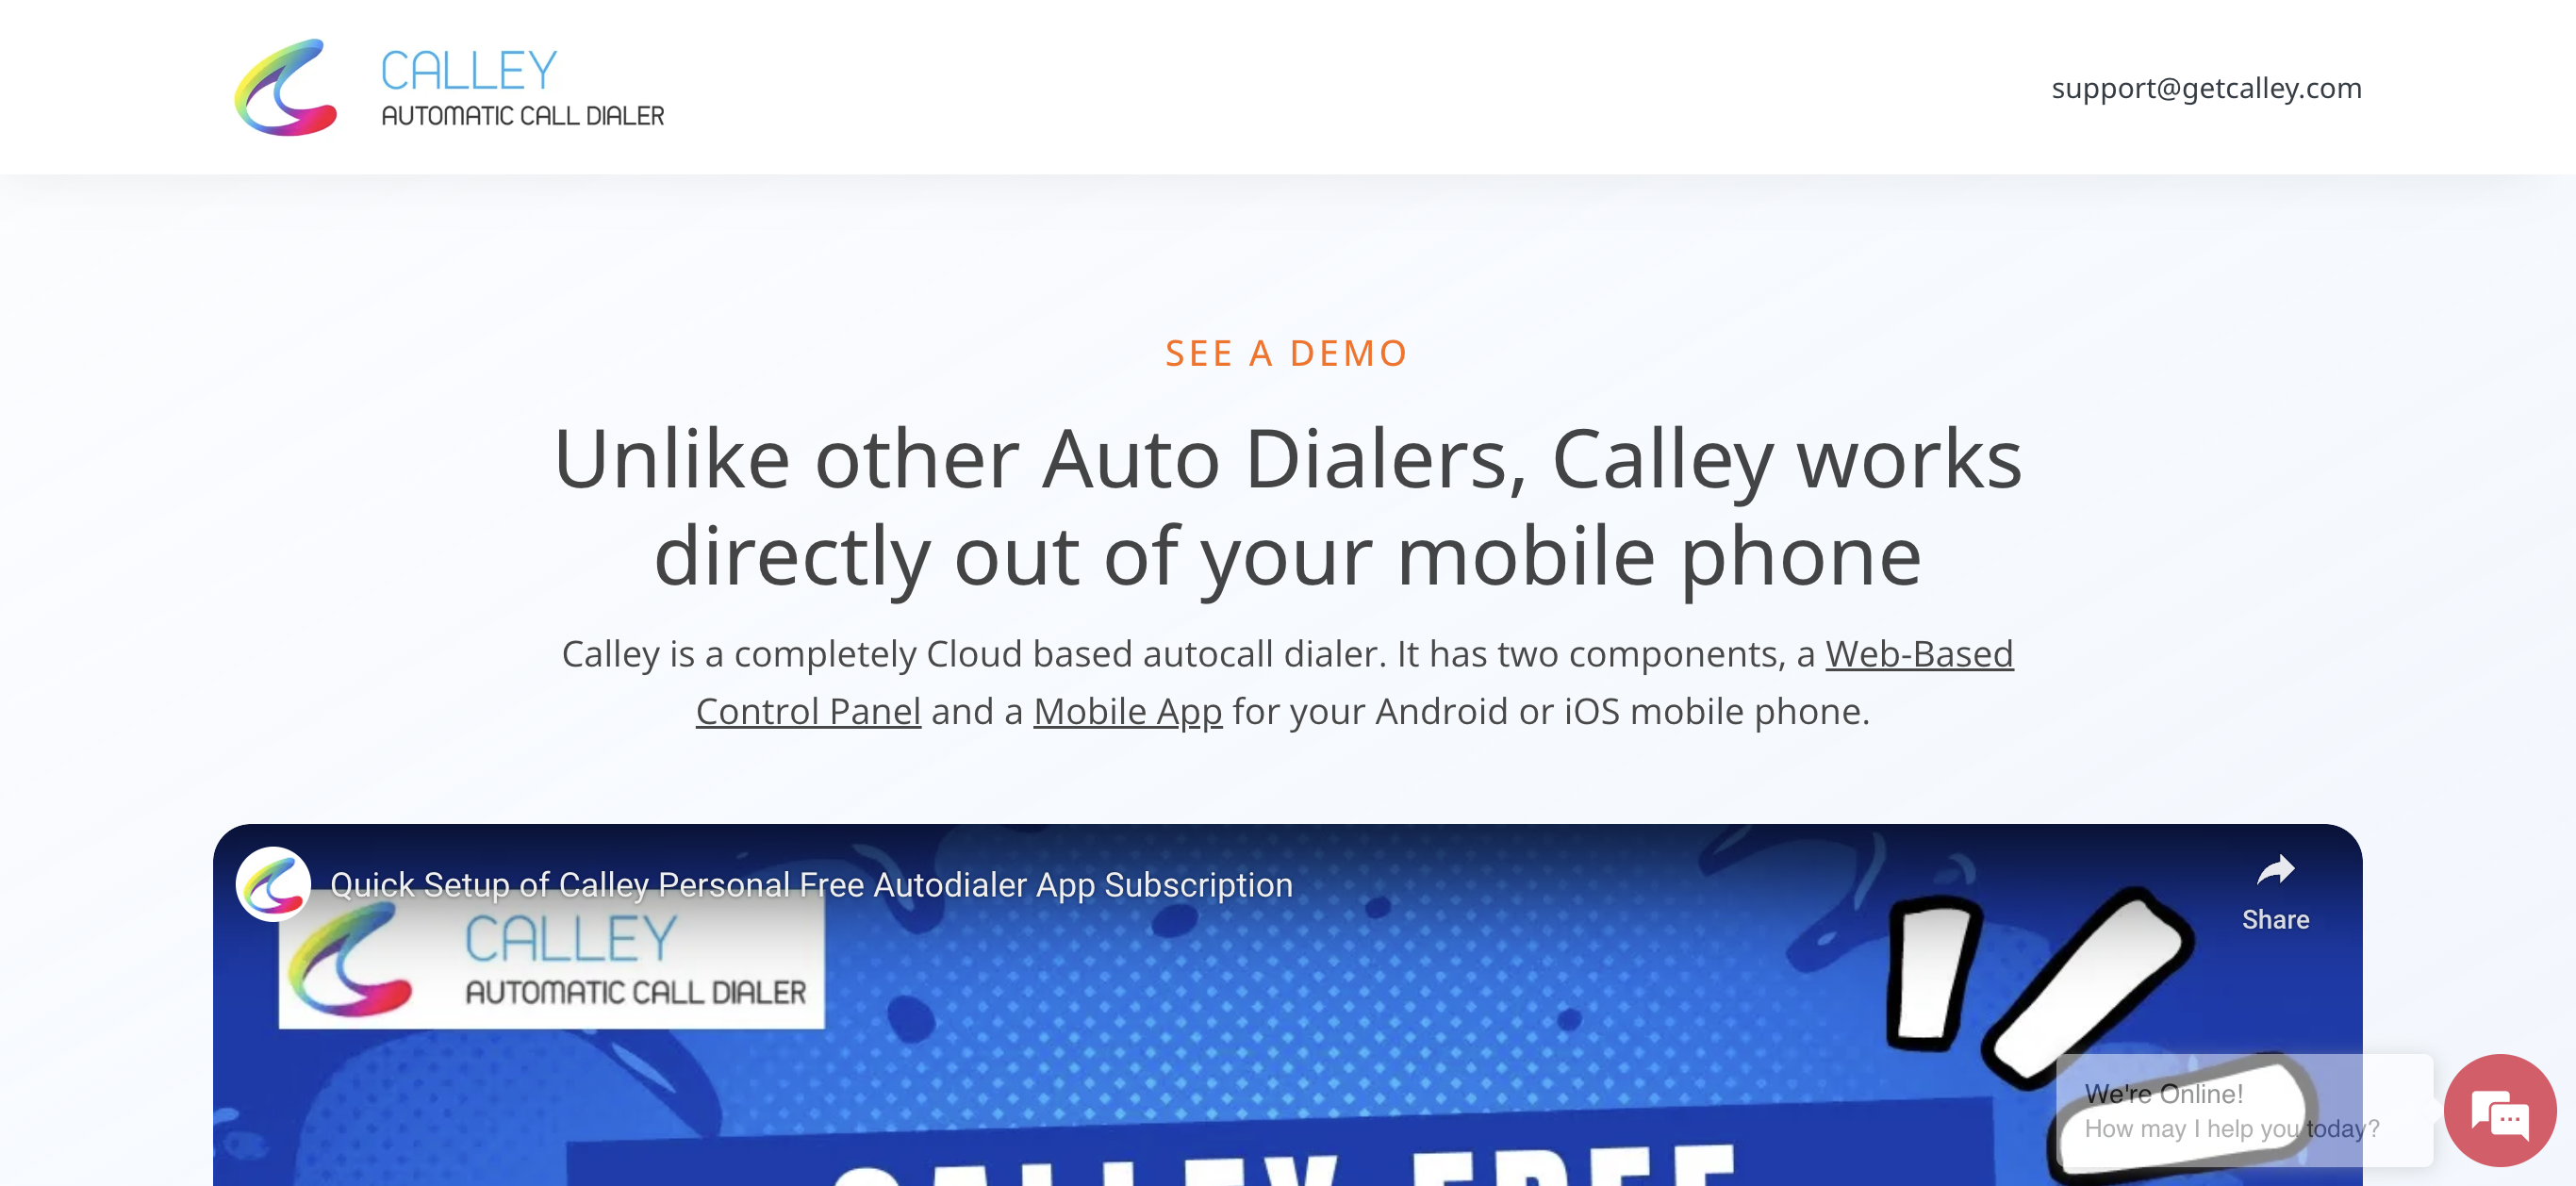 CALLEY
AUTOMATIC CALL DIALER
support@getcalley.com
SEE A DEMO
Unlike other Auto Dialers, Calley works
directly out of your mobile phone
Calley is a completely Cloud based autocall dialer. It has two components, a Web-Based
Control Panel and a Mobile App for your Android or iOS mobile phone.
Quick Setup of Calley Personal Free Autodialer App Subscription
Share
CALLEY
AUTOMATIC CALL DIALER
We're Online!
How may I help you today?
CALLEY FREE